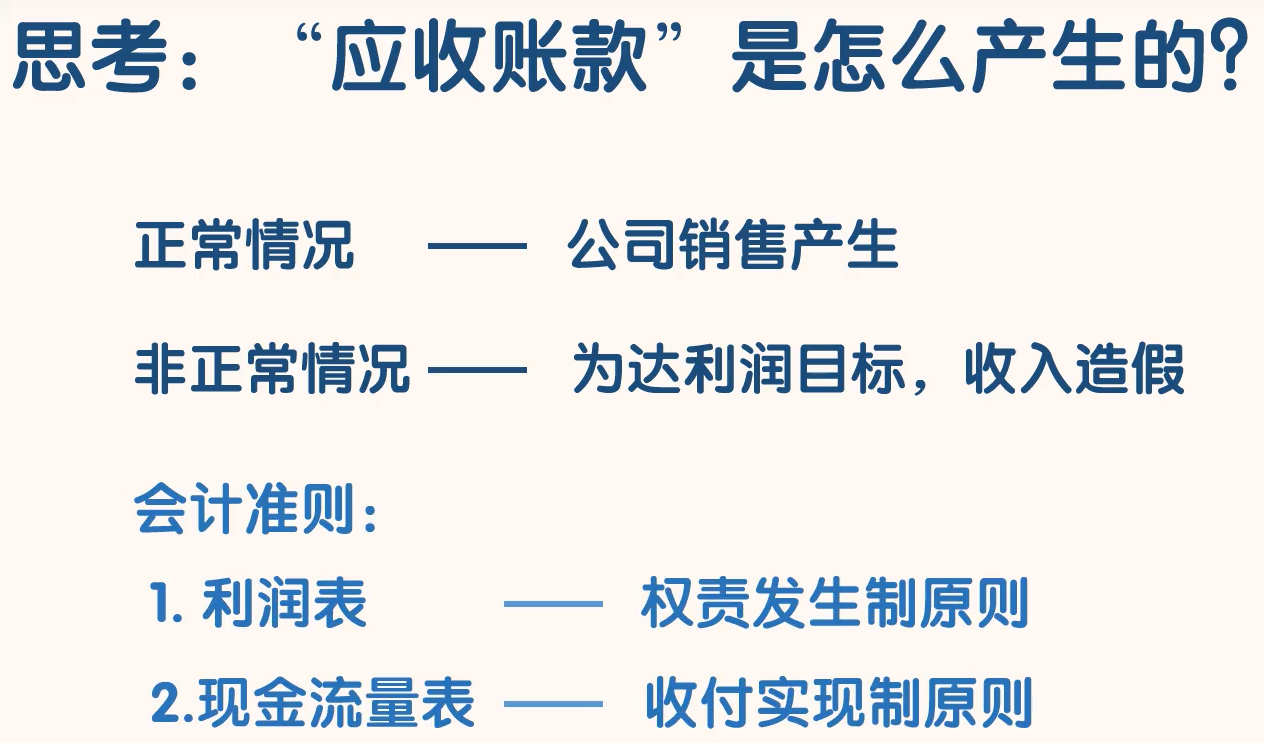 思考：“应收账款”是怎么产生的？
正常情况 —— 公司销售产生
非正常情况 —— 为达利润目标，收入造假
会计准则：
1. 利润表 —— 权责发生制原则
2.现金流量表 —— 收付实现制原则